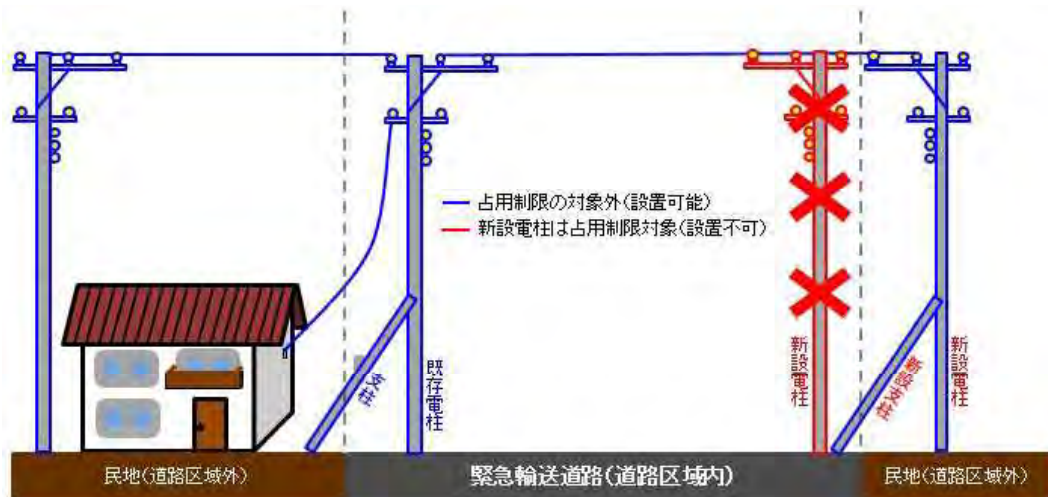 占用制限の対象外(設置可能)
新設電柱は占用制限対象(設置不可)
支柱
既存電柱
新設電柱
新設支柱
新設電柱
民地(道路区域外)
緊急輸送道路(道路区域内)
民地(道路区域外)